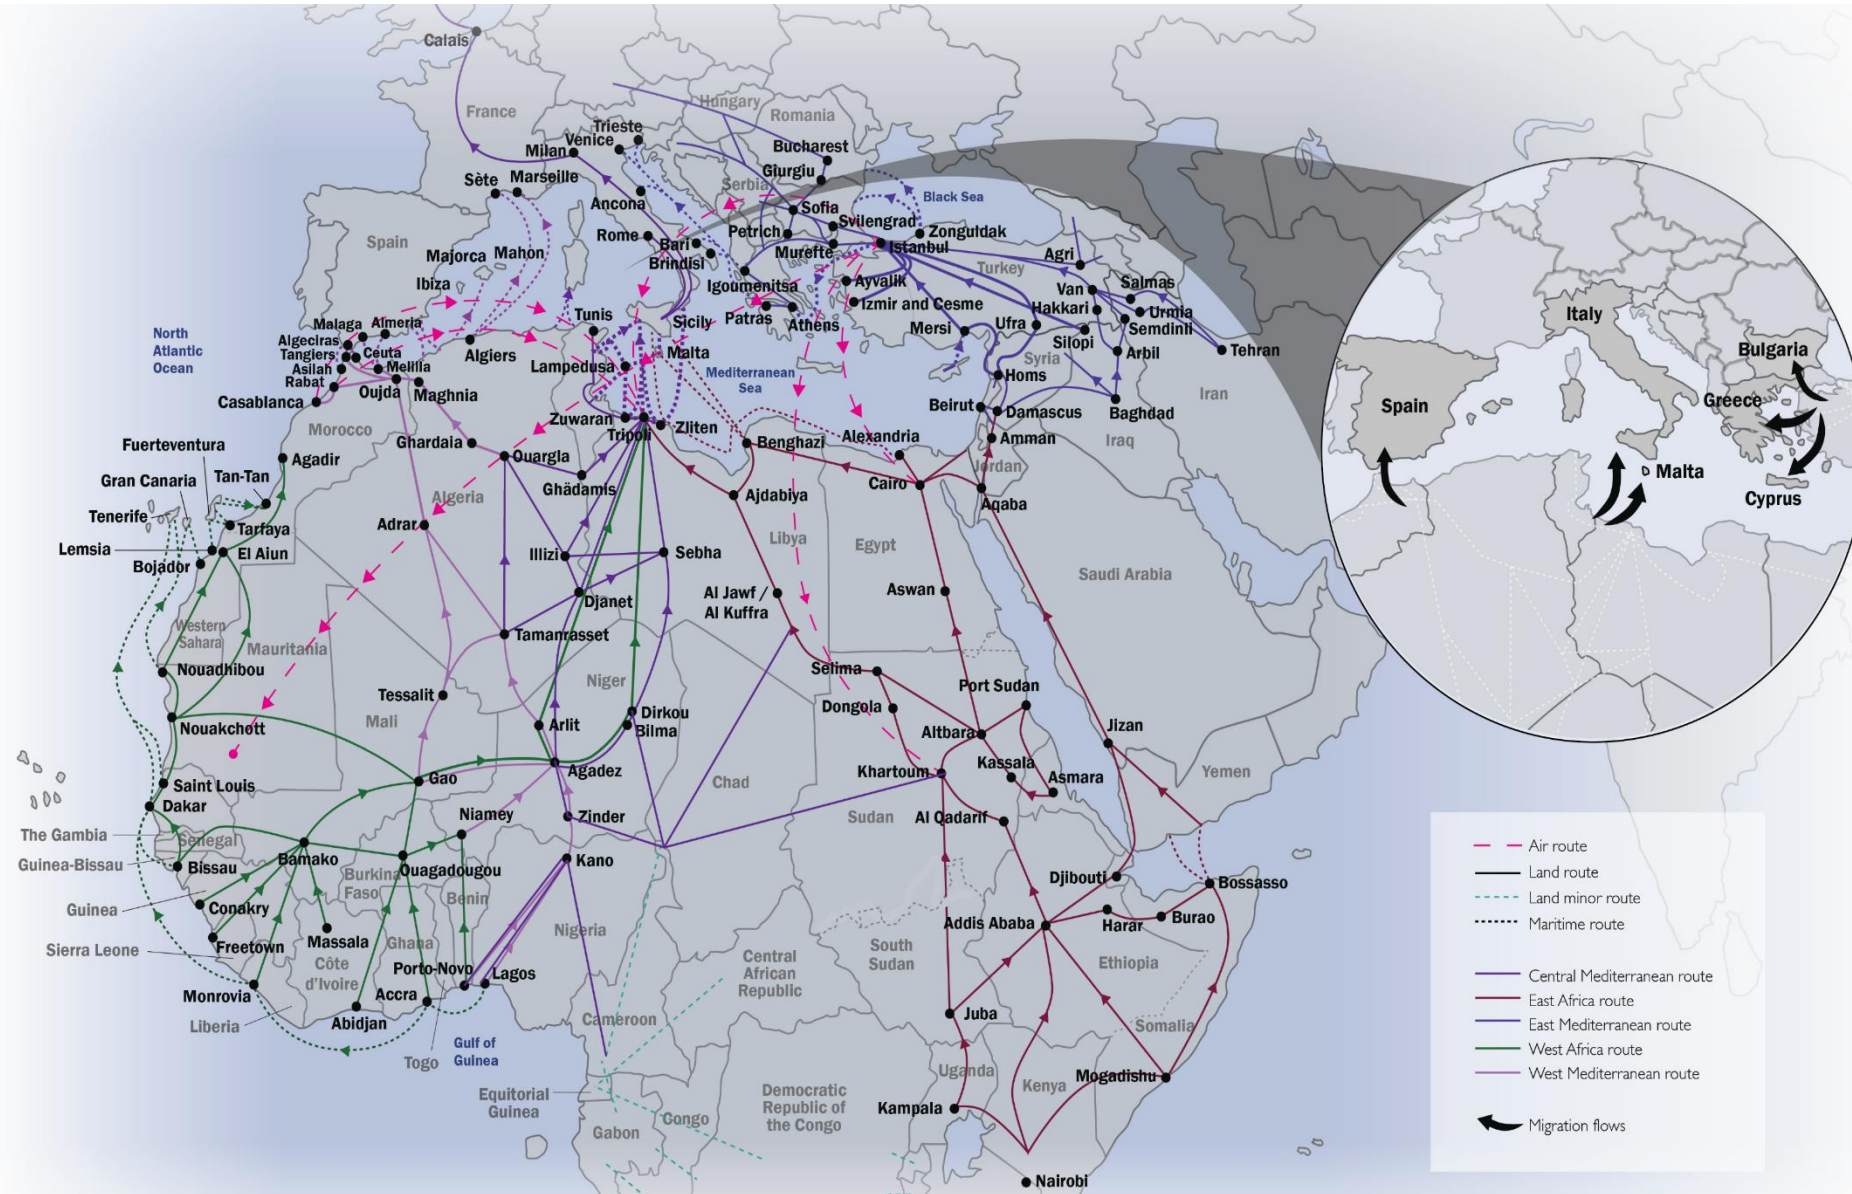 Calais
France
Hungary
Romania
Trieste
Venice
Milan
Bucharest
Giurgiu
Sète
Marseille
Serbia
Ancona
Black Sea
Sofia
Svilengrad
Spain
Rome
Bari
Petrich
Zonguldak
Majorca
Mahon
Brindisi
Murefte
Istanbul
Agri
Turkey
Ibiza
Igoumenitsa
Ayvalik
Van
Salmas
Izmir and Cesme
Hakkari
Urmia
North
Atlantic
Ocean
Malaga
Almeria
Tunis
Sicily
Patras
Athens
Mersi
Ufra
Semdinli
Algeciras
Tangiers
Ceuta
Algiers
Malta
Silopi
Arbil
Tehran
Asilah
Melilla
Lampedusa
Mediterranean
Sea
Syria
Rabat
Oujda
Maghnia
Homs
Iran
Casablanca
Zuwaran
Beirut
Damascus
Baghdad
Morocco
Tripoli
Zliten
Benghazi
Alexandria
Amman
Iraq
Fuerteventura
Ghardaia
Agadir
Ouargla
Jordan
Gran Canaria
Tan-Tan
Ghädamis
Cairo
Aqaba
Algeria
Ajdabiya
Tenerife
Tarfaya
Adrar
Libya
Egypt
Lemsia
El Aiun
Illizi
Sebha
Bojador
Saudi Arabia
Djanet
Al Jawf /
Al Kuffra
Aswan
Western
Sahara
Mauritania
Tamanrasset
Nouadhibou
Selima
Niger
Port Sudan
Tessalit
Dongola
Mali
Nouakchott
Arlit
Dirkou
Bilma
Altbara
Jizan
Gao
Agadez
Chad
Khartoum
Kassala
Asmara
Yemen
Saint Louis
Dakar
Niamey
Zinder
Sudan
Al Qadarif
The Gambia
Senegal
Guinea-Bissau
Bissau
Bamako
Burkina
Faso
Ouagadougou
Kano
Benin
Djibouti
Bossasso
Guinea
Conakry
Addis Ababa
Harar
Burao
Freetown
Massala
Ghana
Nigeria
Sierra Leone
Côte
d'Ivoire
Porto-Novo
Lagos
Central
African
Republic
South
Sudan
Ethiopia
Monrovia
Accra
Liberia
Abidjan
Cameroon
Juba
Somalia
Togo
Gulf of
Guinea
Uganda
Kenya
Mogadishu
Equitorial
Guinea
Democratic
Republic of
the Congo
Kampala
Congo
Gabon
Nairobi
Italy
Bulgaria
Spain
Greece
Malta
Cyprus
Air route
Land route
Land minor route
Maritime route
Central Mediterranean route
East Africa route
East Mediterranean route
West Africa route
West Mediterranean route
Migration flows